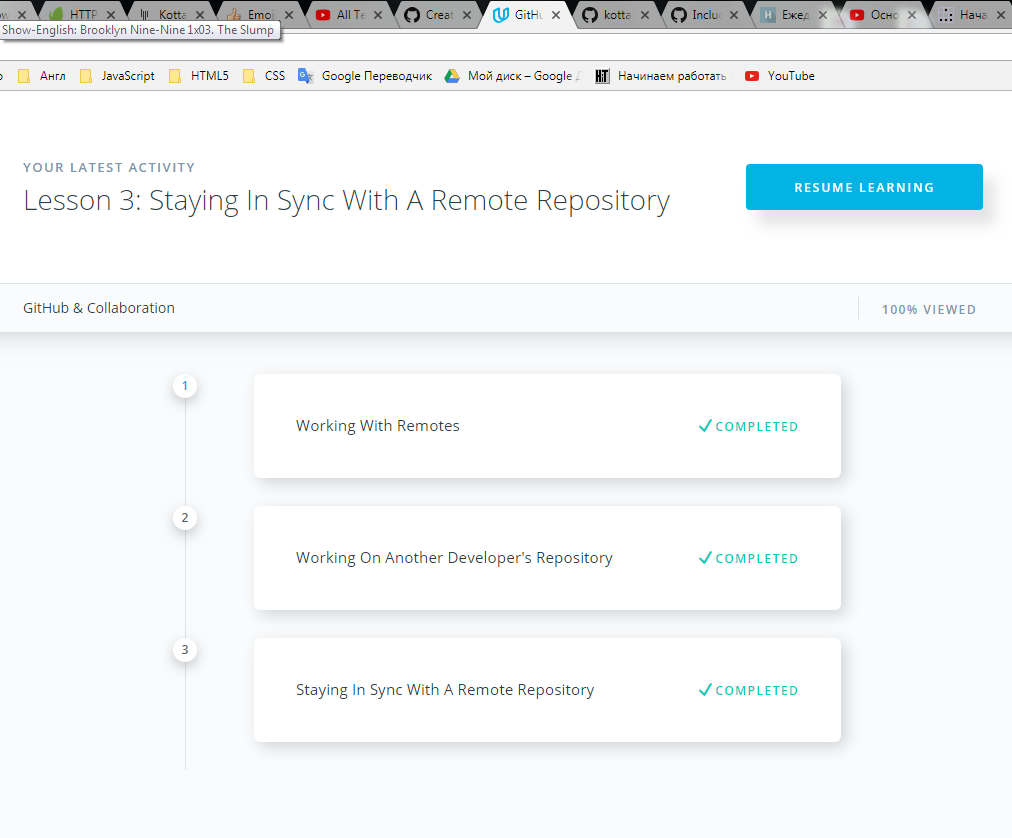 HTTP Kotta Emoj All Te Creat GitHu kotta Includ Ежед Осно Нача
Show-English: Brooklyn Nine-Nine 1x03. The Slump
Англ JavaScript HTML5 CSS Google Переводчик Мой диск – Google Начинаем работать YouTube
YOUR LATEST ACTIVITY
Lesson 3: Staying In Sync With A Remote Repository
RESUME LEARNING
GitHub & Collaboration
100% VIEWED
1
Working With Remotes
COMPLETED
2
Working On Another Developer's Repository
COMPLETED
3
Staying In Sync With A Remote Repository
COMPLETED